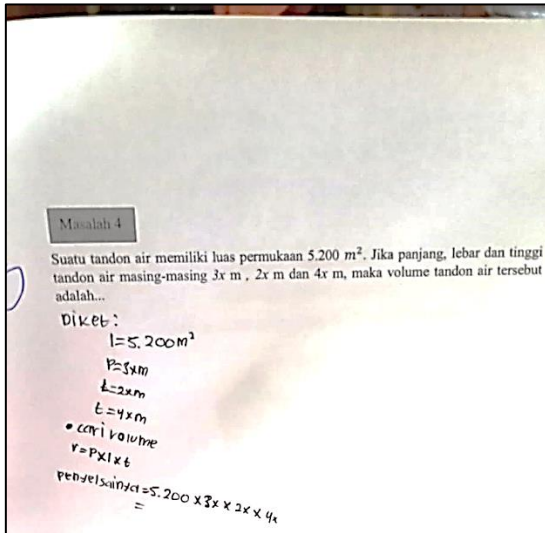 Masalah 4
Suatu tandon air memiliki luas permukaan 5.200 m². Jika panjang, lebar dan tinggi
tandon air masing-masing 3x m , 2x m dan 4x m, maka volume tandon air tersebut
adalah...
Diket:
l=5.200m²
P=3xm
L=2xm
t=4xm
• cari volume
v=Pxlxt
penyelsainya=5.200 x 3x x 2x x 4x
=